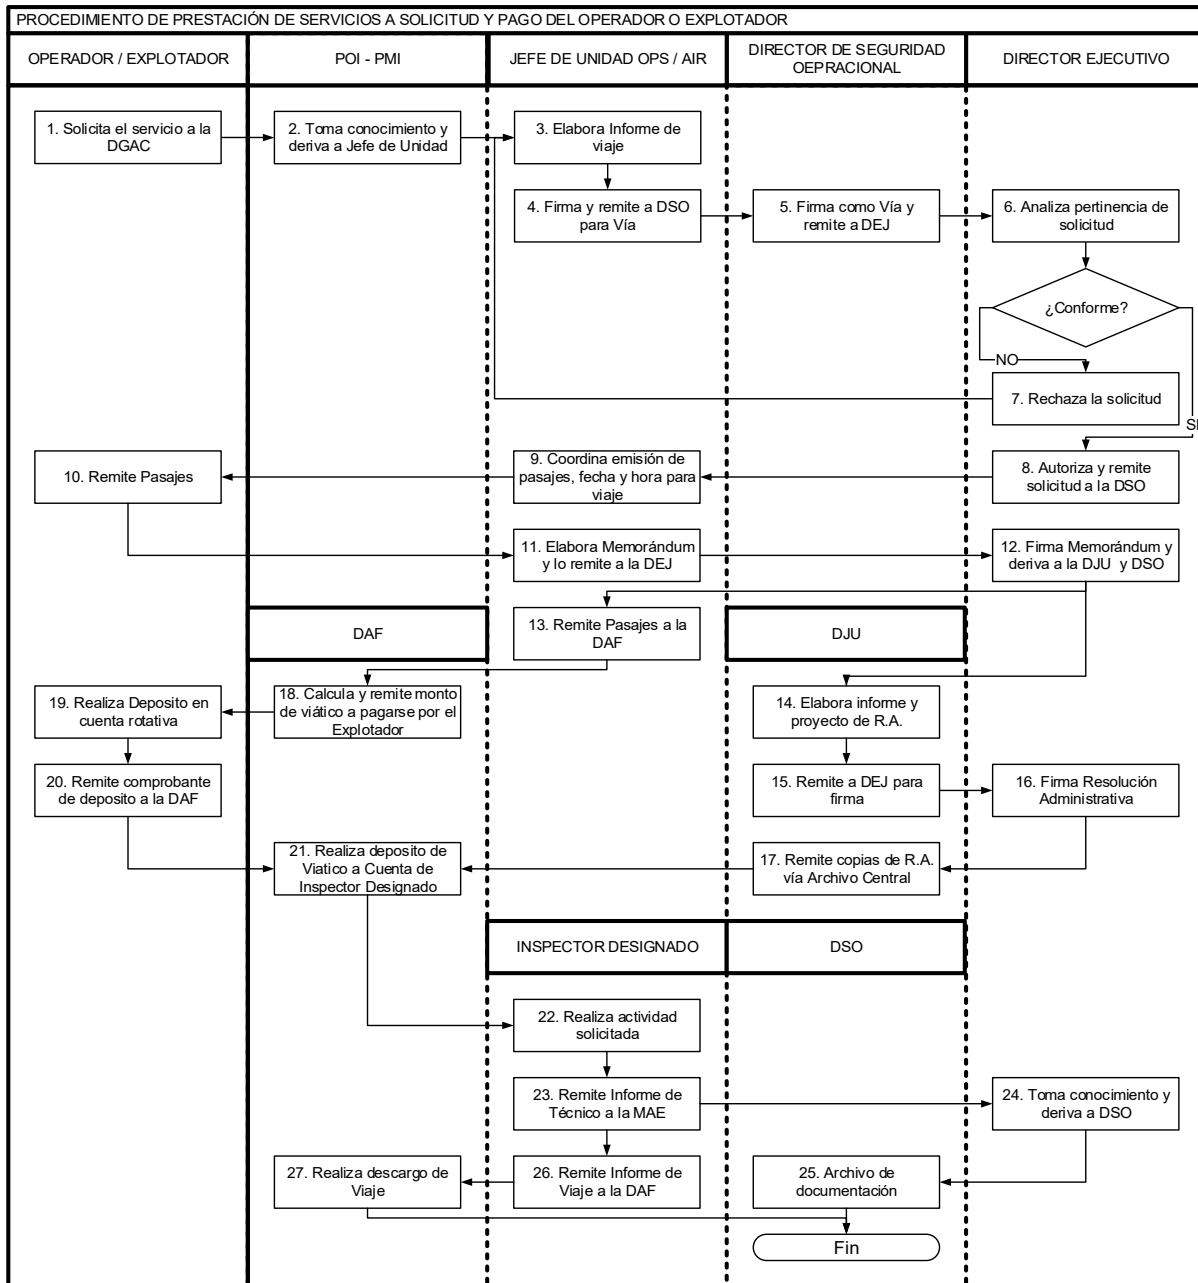 PROCEDIMIENTO DE PRESTACIÓN DE SERVICIOS A SOLICITUD Y PAGO DEL OPERADOR O EXPLOTADOR
OPERADOR / EXPLOTADOR
POI - PMI
JEFE DE UNIDAD OPS / AIR
DIRECTOR DE SEGURIDAD
OEPRACIONAL
DIRECTOR EJECUTIVO
1. Solicita el servicio a la
DGAC
2. Toma conocimiento y
deriva a Jefe de Unidad
3. Elabora Informe de
viaje
4. Firma y remite a DSO
para Vía
5. Firma como Vía y
remite a DEJ
6. Analiza pertinencia de
solicitud
¿Conforme?
NO
7. Rechaza la solicitud
SI
8. Autoriza y remite
solicitud a la DSO
9. Coordina emisión de
pasajes, fecha y hora para
viaje
10. Remite Pasajes
11. Elabora Memorándum
y lo remite a la DEJ
12. Firma Memorándum y
deriva a la DJU y DSO
DAF
13. Remite Pasajes a la
DAF
DJU
19. Realiza Deposito en
cuenta rotativa
18. Calcula y remite monto
de viático a pagarse por el
Explotador
14. Elabora informe y
proyecto de R.A.
20. Remite comprobante
de deposito a la DAF
15. Remite a DEJ para
firma
16. Firma Resolución
Administrativa
21. Realiza deposito de
Viatico a Cuenta de
Inspector Designado
17. Remite copias de R.A.
vía Archivo Central
INSPECTOR DESIGNADO
DSO
22. Realiza actividad
solicitada
23. Remite Informe de
Técnico a la MAE
24. Toma conocimiento y
deriva a DSO
27. Realiza descargo de
Viaje
26. Remite Informe de
Viaje a la DAF
25. Archivo de
documentación
Fin